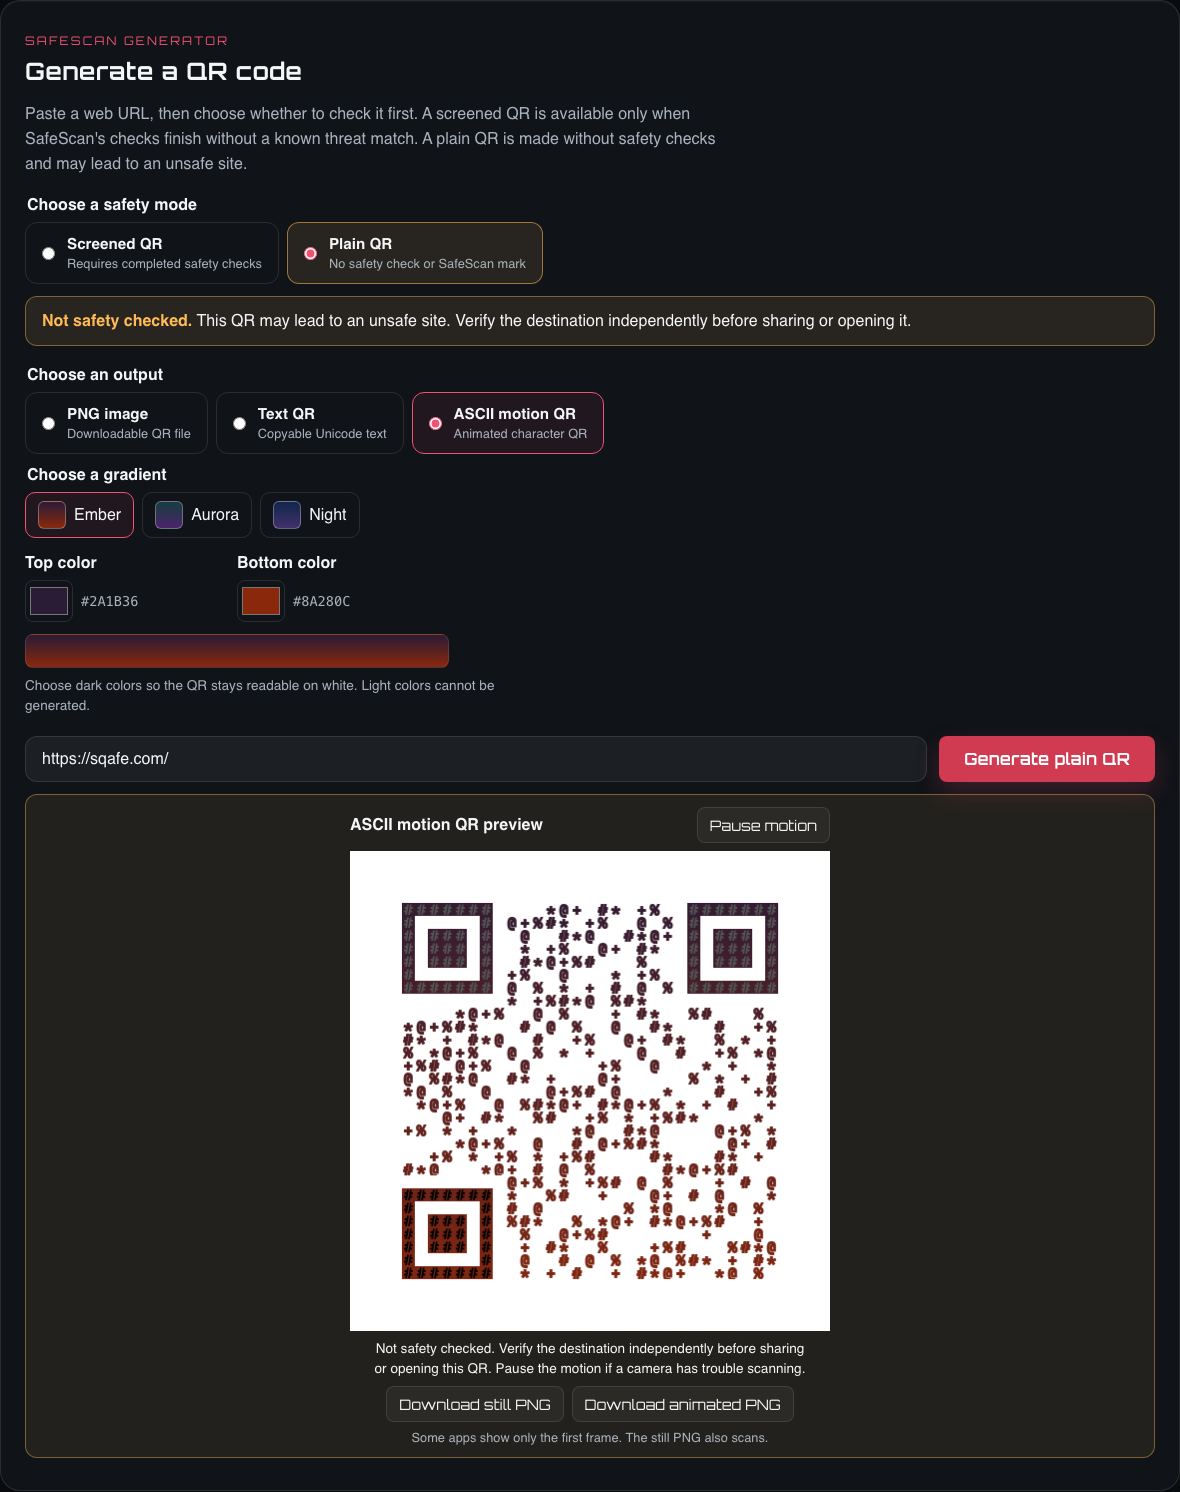 SAFESCAN GENERATOR
Generate a QR code
Paste a web URL, then choose whether to check it first. A screened QR is available only when
SafeScan's checks finish without a known threat match. A plain QR is made without safety checks
and may lead to an unsafe site.
Choose a safety mode
Screened QR
Requires completed safety checks
Plain QR
No safety check or SafeScan mark
Not safety checked. This QR may lead to an unsafe site. Verify the destination independently before sharing or opening it.
Choose an output
PNG image
Downloadable QR file
Text QR
Copyable Unicode text
ASCII motion QR
Animated character QR
Choose a gradient
Ember
Aurora
Night
Top color
Bottom color
#2A1B36
#8A280C
Choose dark colors so the QR stays readable on white. Light colors cannot be
generated.
https://sqafe.com/
Generate plain QR
ASCII motion QR preview
Pause motion
Not safety checked. Verify the destination independently before sharing
or opening this QR. Pause the motion if a camera has trouble scanning.
Download still PNG
Download animated PNG
Some apps show only the first frame. The still PNG also scans.